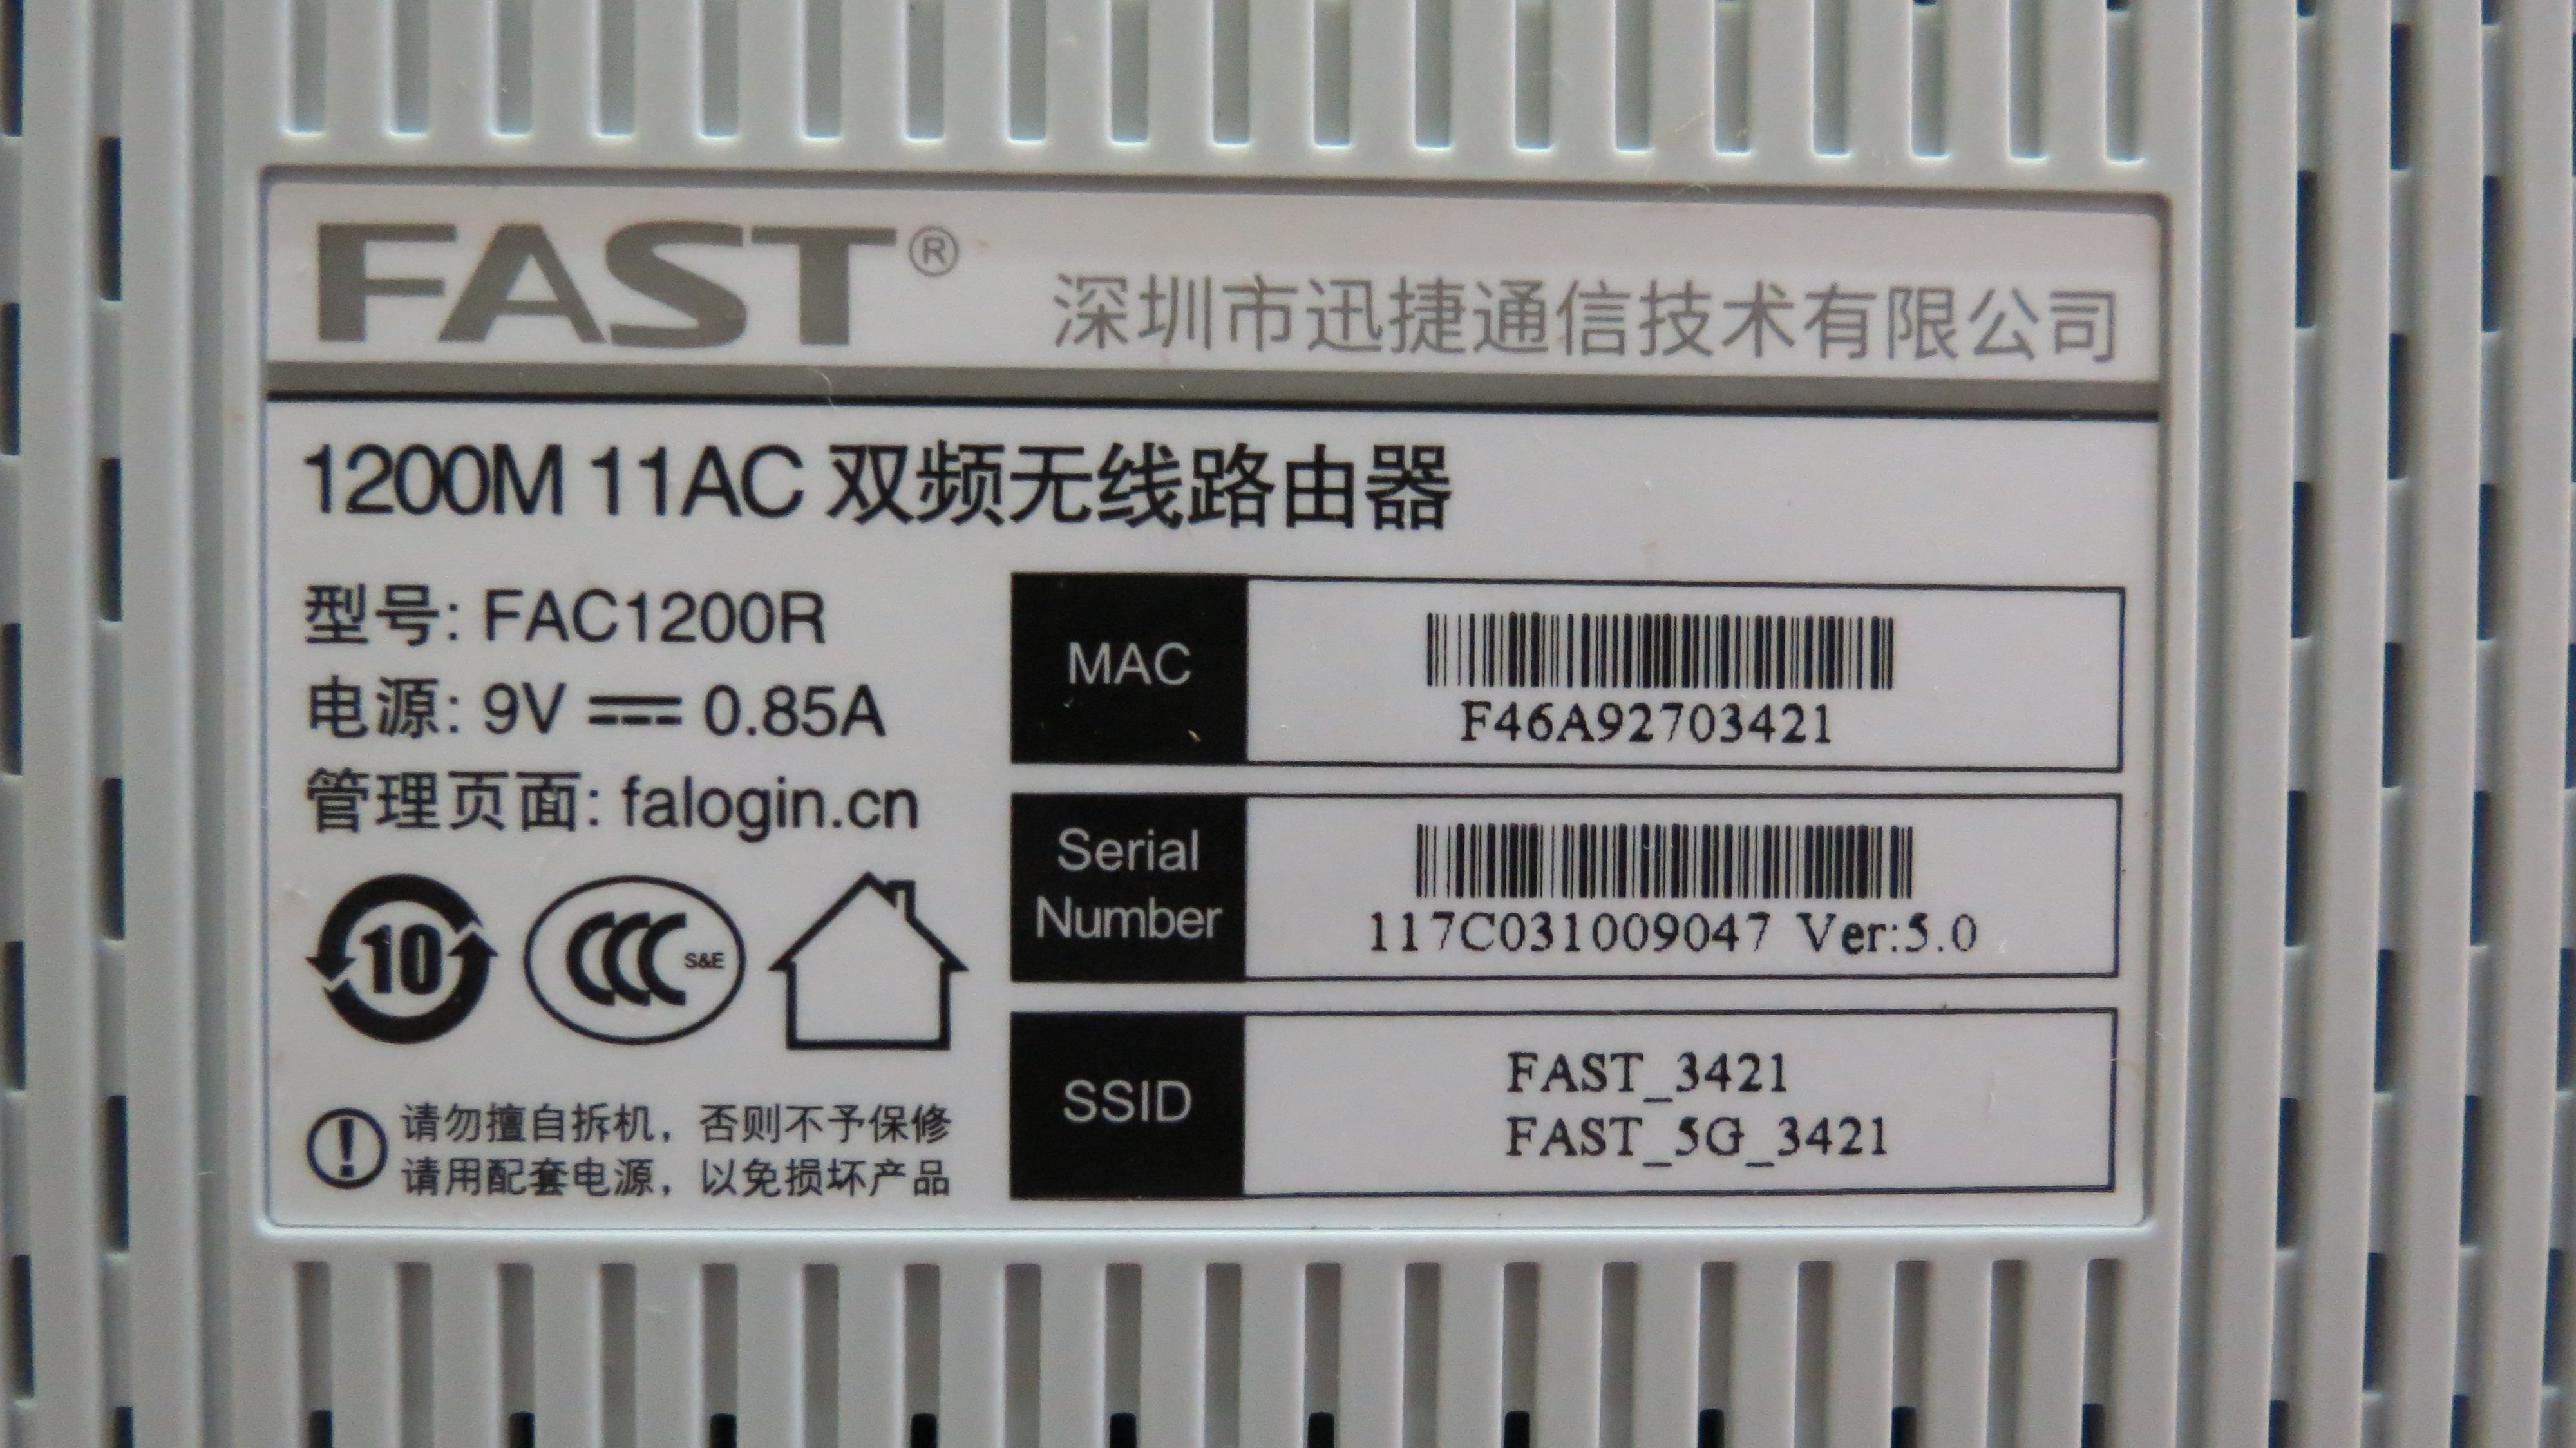 FAST®
深圳市迅捷通信技术有限公司
1200M 11AC 双频无线路由器
型号: FAC1200R
电源: 9V ⎓ 0.85A
管理页面: falogin.cn
10
CCC S&E
请勿擅自拆机，否则不予保修
请用配套电源，以免损坏产品
MAC
F46A92703421
Serial
Number
117C031009047 Ver:5.0
SSID
FAST_3421
FAST_5G_3421